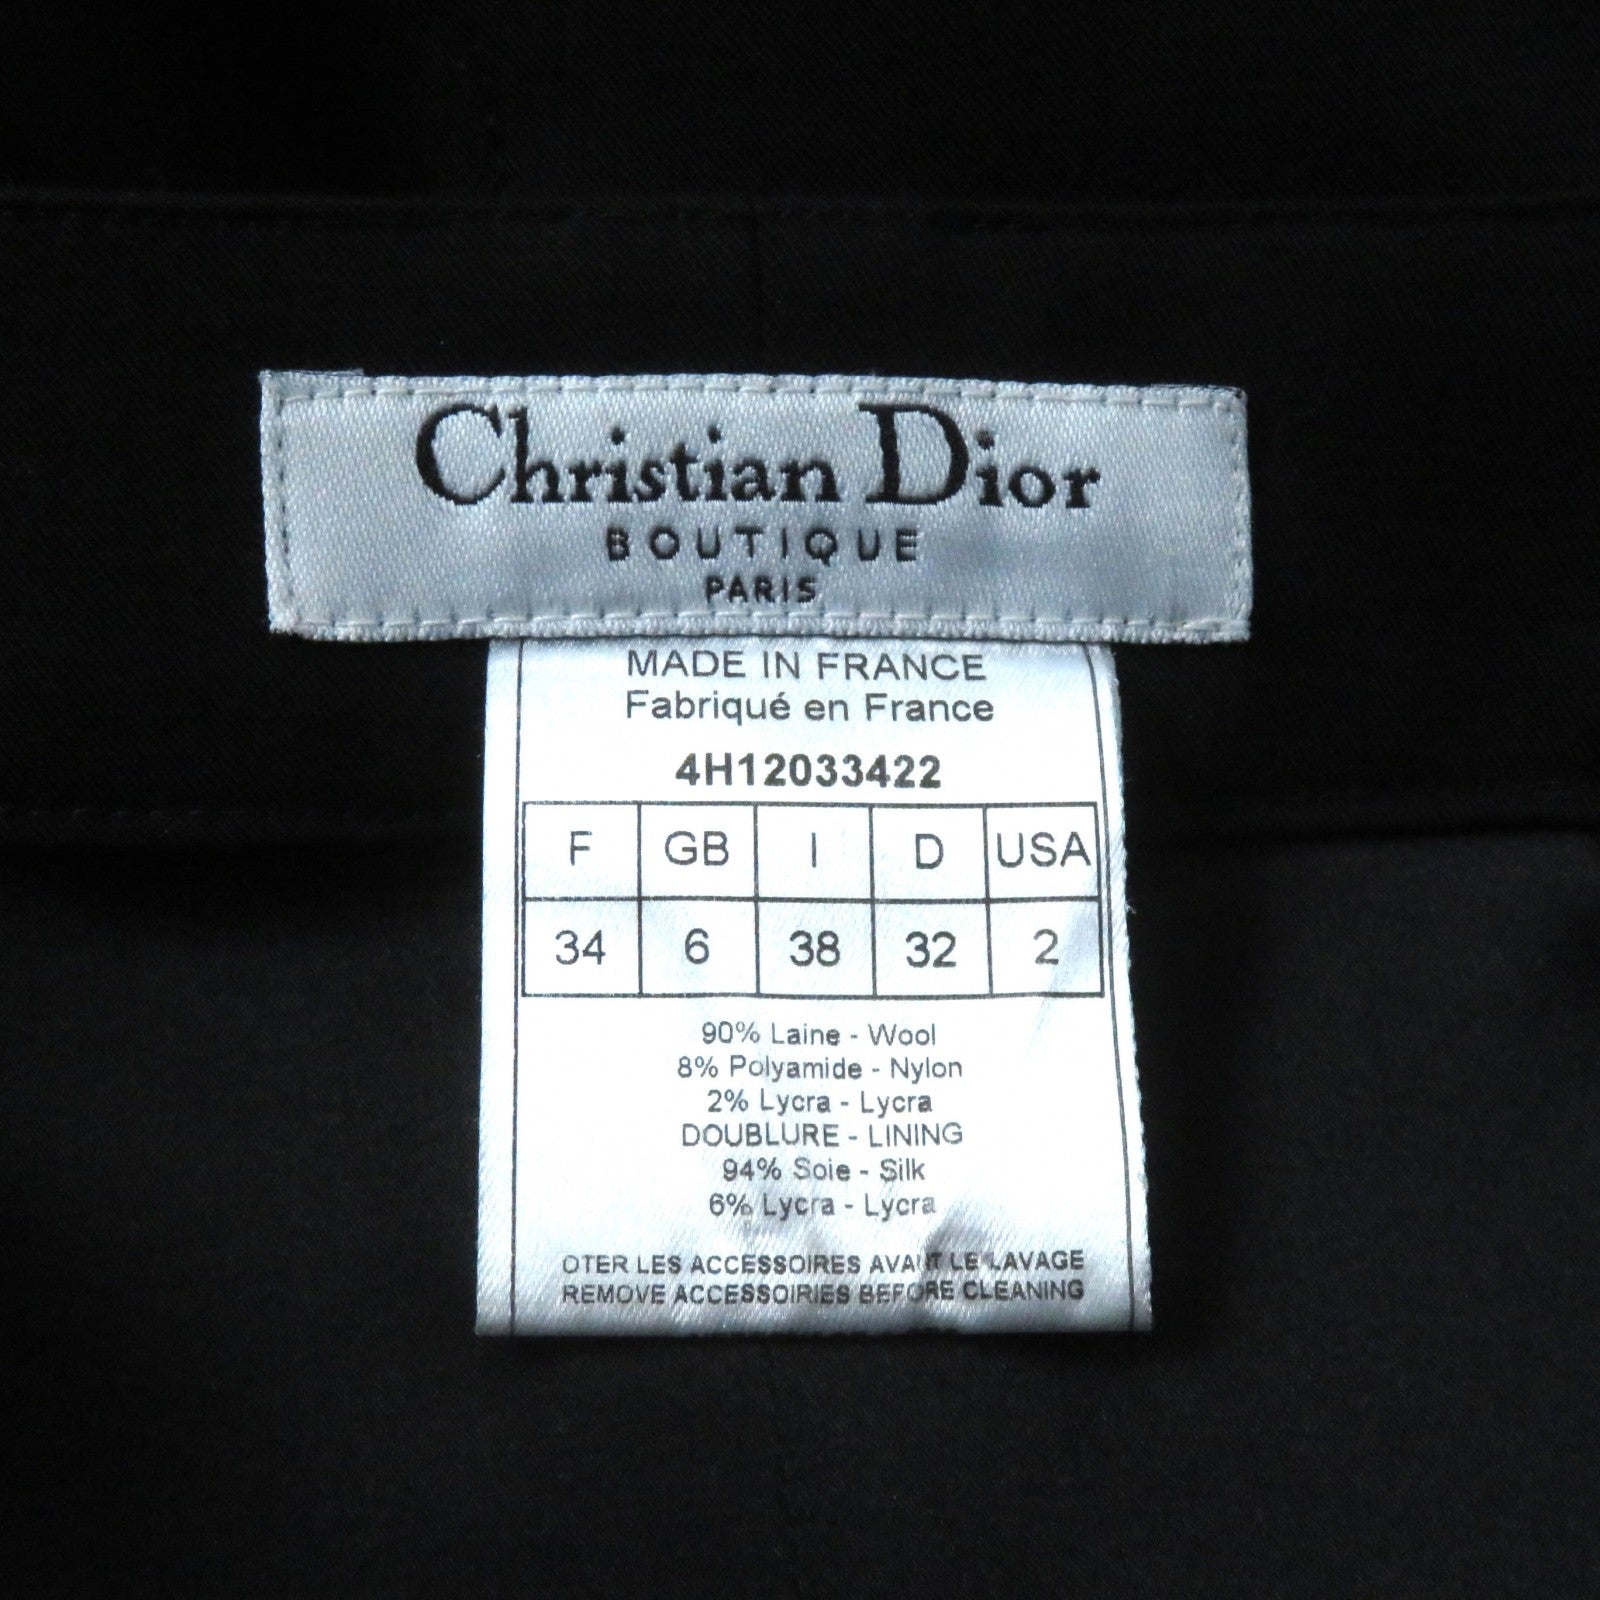 Christian Dior
BOUTIQUE
PARIS
MADE IN FRANCE
Fabriqué en France
4H12033422
F GB I D USA
34 6 38 32 2
90% Laine - Wool
8% Polyamide - Nylon
2% Lycra - Lycra
DOUBLURE - LINING
94% Soie - Silk
6% Lycra - Lycra
OTER LES ACCESSOIRES AVANT LE LAVAGE
REMOVE ACCESSOIRIES BEFORE CLEANING